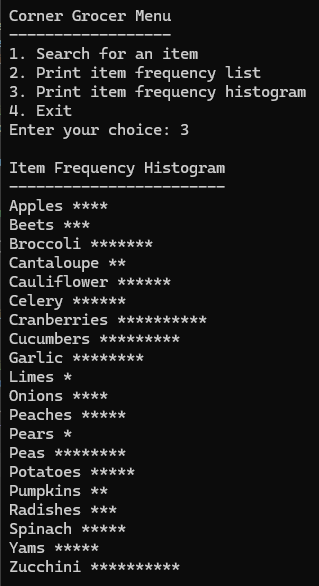 Corner Grocer Menu
------------------
1. Search for an item
2. Print item frequency list
3. Print item frequency histogram
4. Exit
Enter your choice: 3
Item Frequency Histogram
------------------------
Apples ****
Beets ***
Broccoli *******
Cantaloupe **
Cauliflower ******
Celery ******
Cranberries **********
Cucumbers *********
Garlic ********
Limes *
Onions ****
Peaches *****
Pears *
Peas ********
Potatoes *****
Pumpkins **
Radishes ***
Spinach *****
Yams *****
Zucchini **********